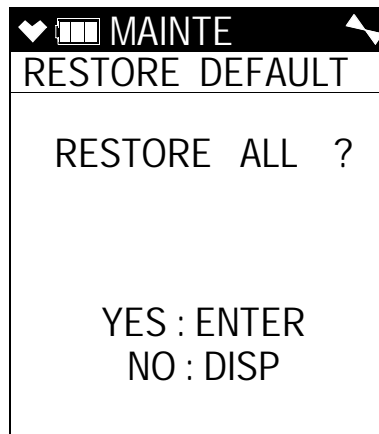 MAINTE
RESTORE DEFAULT
RESTORE ALL ?
YES : ENTER
NO : DISP